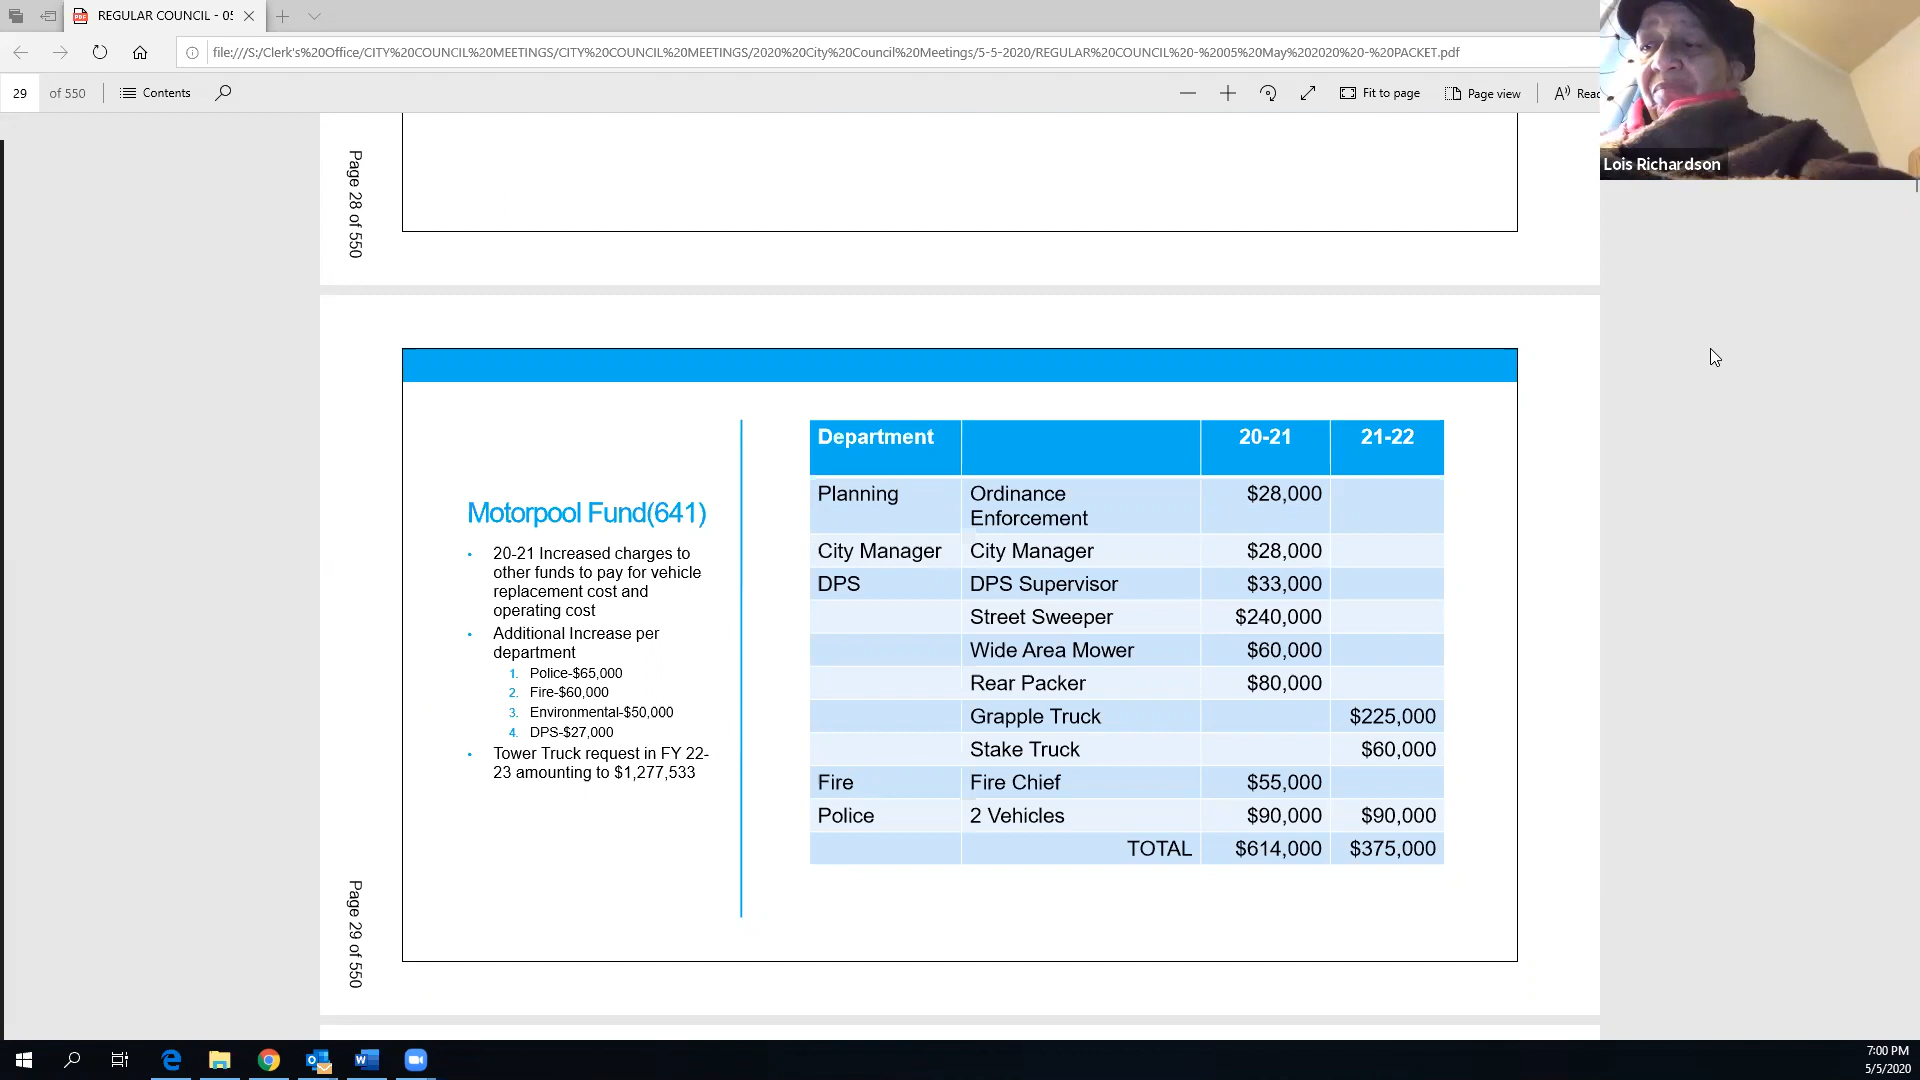 REGULAR COUNCIL - 05
file:///S:/Clerk's%20Office/CITY%20COUNCIL%20MEETINGS/CITY%20COUNCIL%20MEETINGS/2020%20City%20Council%20Meetings/5-5-2020/REGULAR%20COUNCIL%20-%2005%20May%202020%20-%20PACKET.pdf
29 of 550 Contents Fit to page Page view Read
Lois Richardson
Page 28 of 550
Motorpool Fund(641)
20-21 Increased charges to
other funds to pay for vehicle
replacement cost and
operating cost
Additional Increase per
department
1. Police-$65,000
2. Fire-$60,000
3. Environmental-$50,000
4. DPS-$27,000
Tower Truck request in FY 22-
23 amounting to $1,277,533
Department 20-21 21-22
Planning Ordinance $28,000
Enforcement
City Manager City Manager $28,000
DPS DPS Supervisor $33,000
Street Sweeper $240,000
Wide Area Mower $60,000
Rear Packer $80,000
Grapple Truck $225,000
Stake Truck $60,000
Fire Fire Chief $55,000
Police 2 Vehicles $90,000 $90,000
TOTAL $614,000 $375,000
Page 29 of 550
7:00 PM
5/5/2020